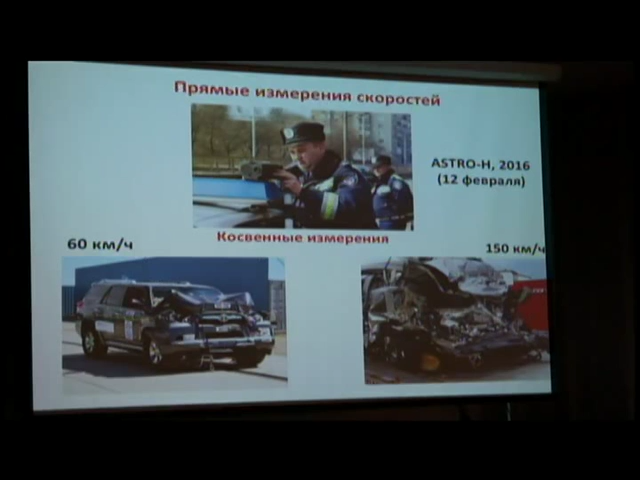 Прямые измерения скоростей
ASTRO-H, 2016
(12 февраля)
Косвенные измерения
60 км/ч
150 км/ч